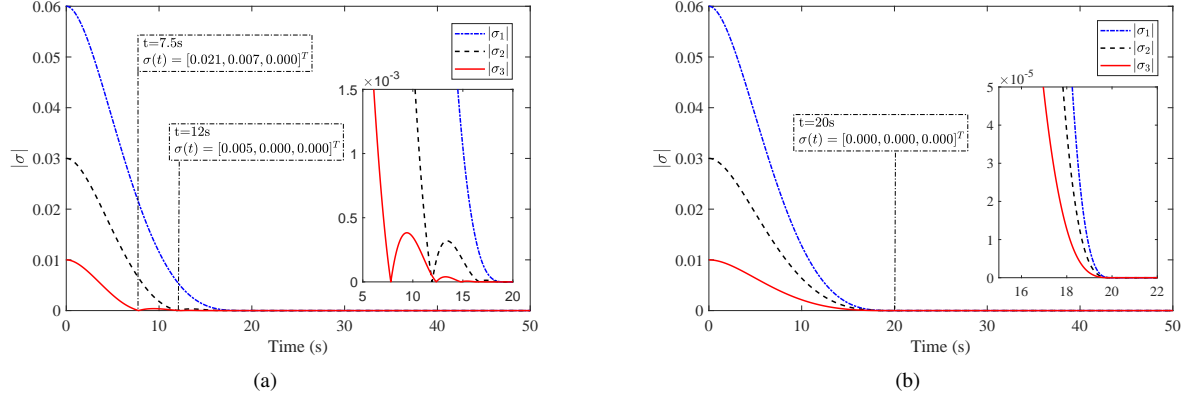 0.06
0.05
0.04
0.03
0.02
0.01
0
|σ|
0 10 20 30 40 50
Time (s)
t=7.5s
σ(t) = [0.021, 0.007, 0.000]^T
t=12s
σ(t) = [0.005, 0.000, 0.000]^T
|σ₁|
|σ₂|
|σ₃|
×10⁻³
1.5
1
0.5
0
5 10 15 20
(a)
0.06
0.05
0.04
0.03
0.02
0.01
0
|σ|
0 10 20 30 40 50
Time (s)
t=20s
σ(t) = [0.000, 0.000, 0.000]^T
|σ₁|
|σ₂|
|σ₃|
×10⁻⁵
5
4
3
2
1
0
16 18 20 22
(b)